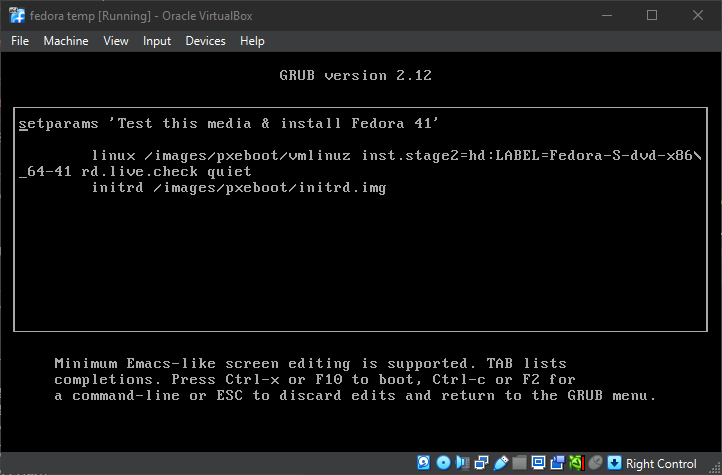 fedora temp [Running] - Oracle VirtualBox
File Machine View Input Devices Help
GRUB version 2.12
setparams 'Test this media & install Fedora 41'
linux /images/pxeboot/vmlinuz inst.stage2=hd:LABEL=Fedora-S-dvd-x86\
_64-41 rd.live.check quiet
initrd /images/pxeboot/initrd.img
Minimum Emacs-like screen editing is supported. TAB lists
completions. Press Ctrl-x or F10 to boot, Ctrl-c or F2 for
a command-line or ESC to discard edits and return to the GRUB menu.
Right Control